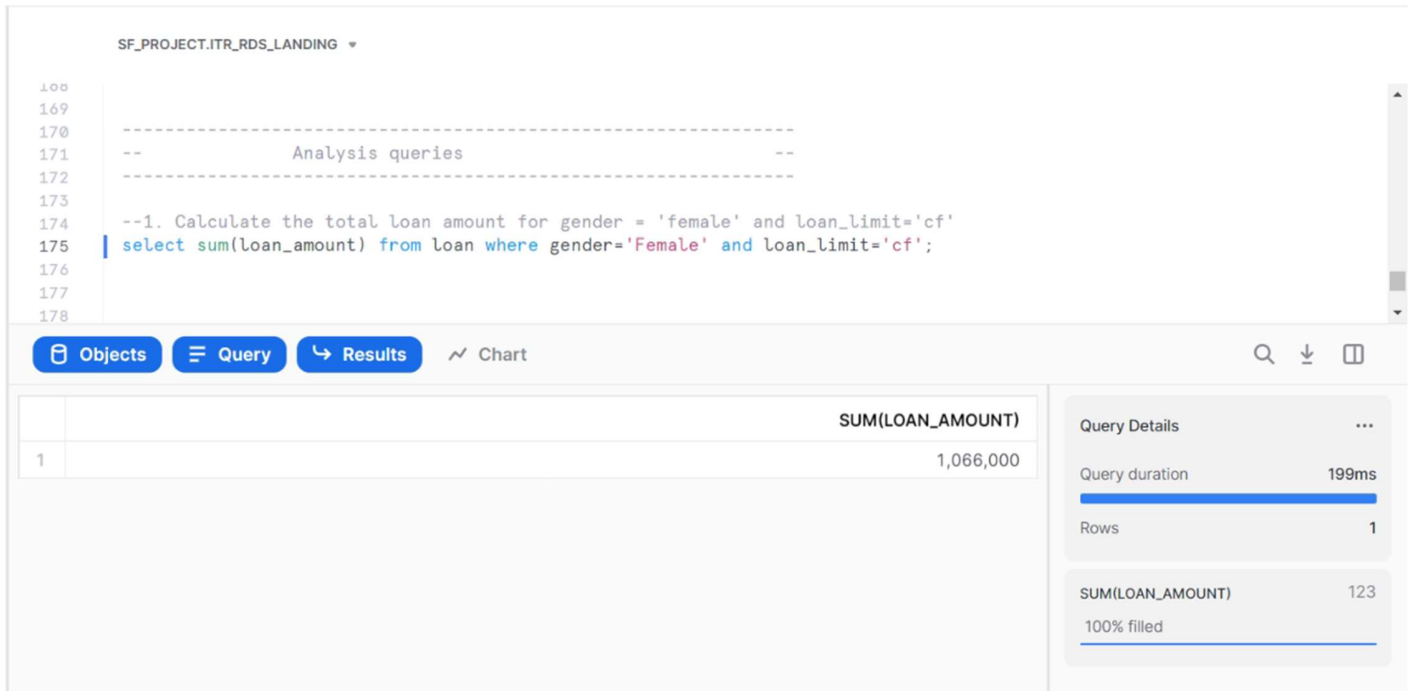 SF_PROJECT.ITR_RDS_LANDING
168
169
170 ----------------------------------------------------------------
171 -- Analysis queries --
172 ----------------------------------------------------------------
173
174 --1. Calculate the total loan amount for gender = 'female' and loan_limit='cf'
175 select sum(loan_amount) from loan where gender='Female' and loan_limit='cf';
176
177
178
Objects Query Results Chart
SUM(LOAN_AMOUNT)
1 1,066,000
Query Details ...
Query duration 199ms
Rows 1
SUM(LOAN_AMOUNT) 123
100% filled